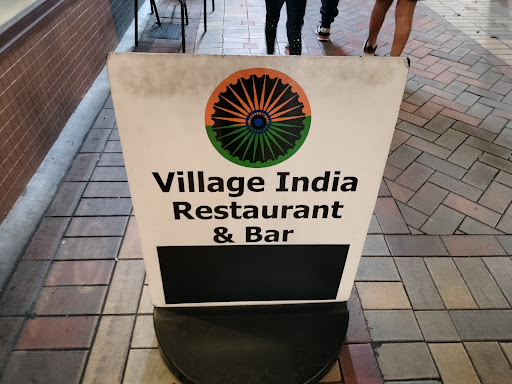 Village India
Restaurant
& Bar